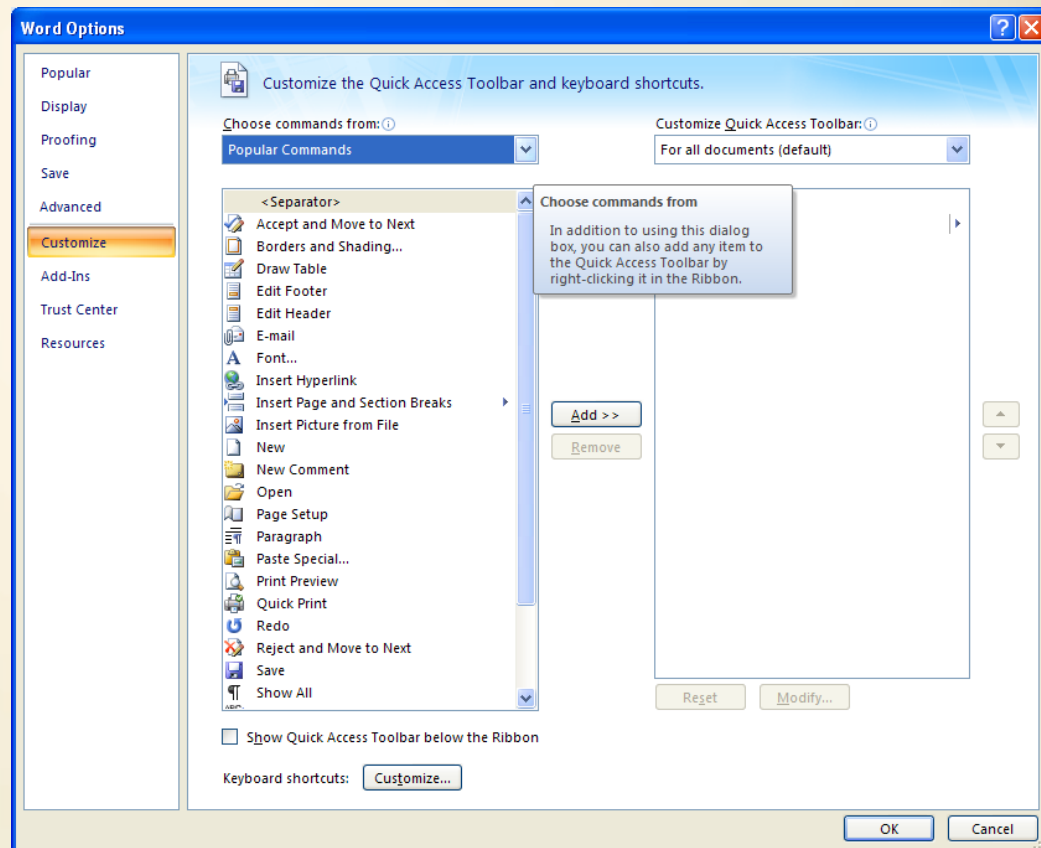 Word Options
Popular
Display
Proofing
Save
Advanced
Customize
Add-Ins
Trust Center
Resources
Customize the Quick Access Toolbar and keyboard shortcuts.
Choose commands from:
Popular Commands
Customize Quick Access Toolbar:
For all documents (default)
<Separator>
Accept and Move to Next
Borders and Shading...
Draw Table
Edit Footer
Edit Header
E-mail
Font...
Insert Hyperlink
Insert Page and Section Breaks
Insert Picture from File
New
New Comment
Open
Page Setup
Paragraph
Paste Special...
Print Preview
Quick Print
Redo
Reject and Move to Next
Save
Show All
Choose commands from
In addition to using this dialog
box, you can also add any item to
the Quick Access Toolbar by
right-clicking it in the Ribbon.
Add >>
Remove
Reset
Modify...
Show Quick Access Toolbar below the Ribbon
Keyboard shortcuts:
Customize...
OK
Cancel